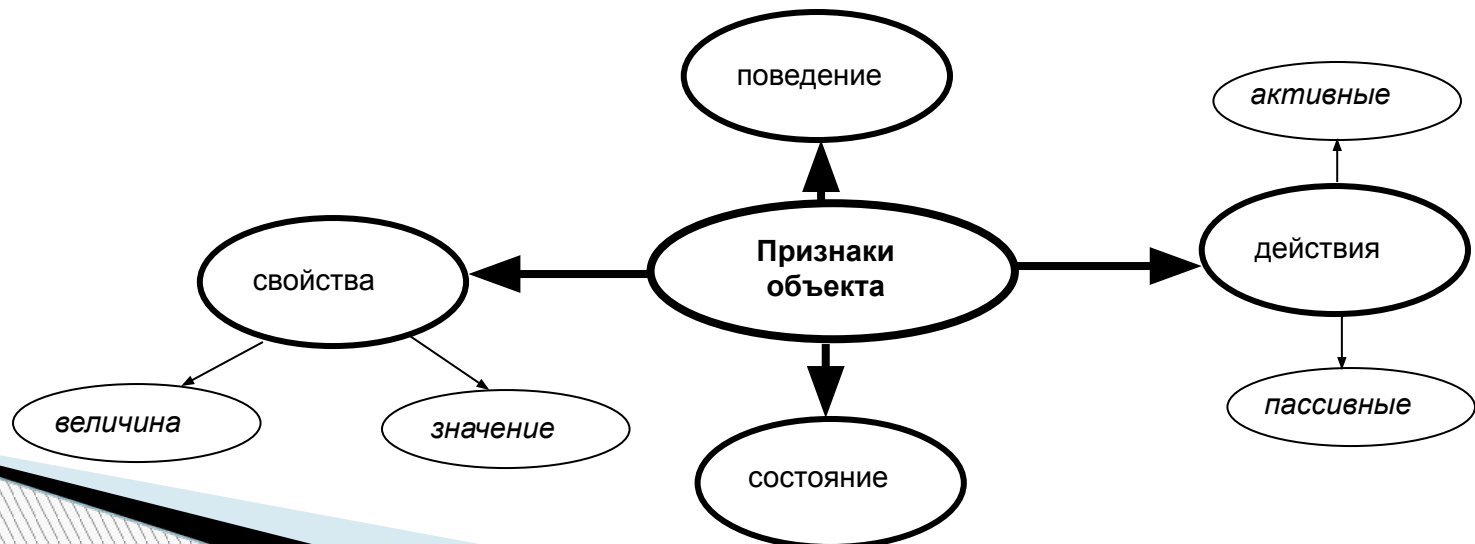 поведение
активные
Признаки
объекта
действия
свойства
величина
значение
пассивные
состояние